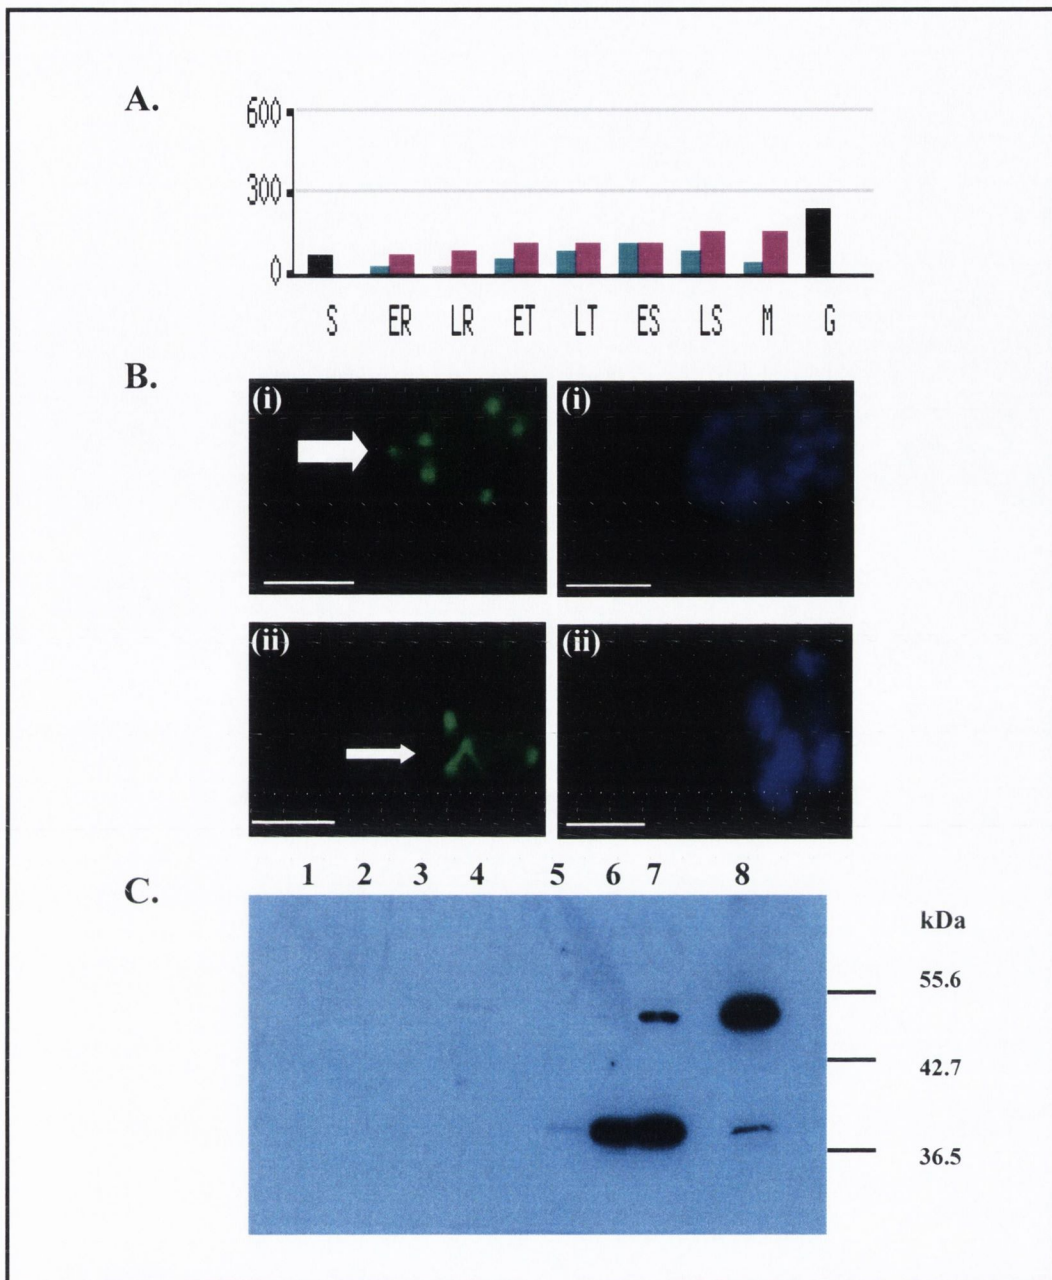 A.
600
300
0
S ER LR ET LT ES LS M G
B.
(i) (i)
(ii) (ii)
1 2 3 4 5 6 7 8
C.
kDa
55.6
42.7
36.5